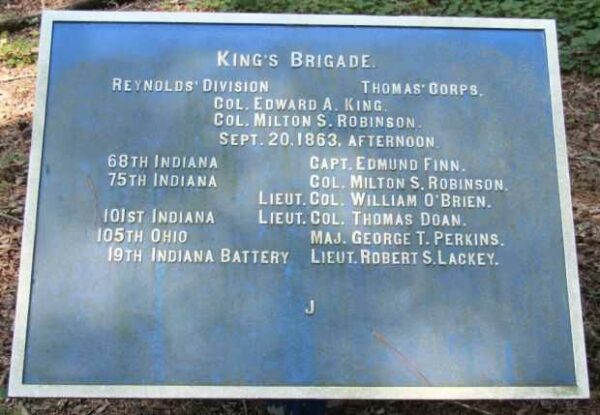 KING'S BRIGADE.
REYNOLDS' DIVISION THOMAS' CORPS.
COL. EDWARD A. KING.
COL. MILTON S. ROBINSON.
SEPT. 20, 1863, AFTERNOON.
68TH INDIANA CAPT. EDMUND FINN.
75TH INDIANA COL. MILTON S. ROBINSON.
LIEUT. COL. WILLIAM O'BRIEN.
101ST INDIANA LIEUT. COL. THOMAS DOAN.
105TH OHIO MAJ. GEORGE T. PERKINS.
19TH INDIANA BATTERY LIEUT. ROBERT S. LACKEY.
J